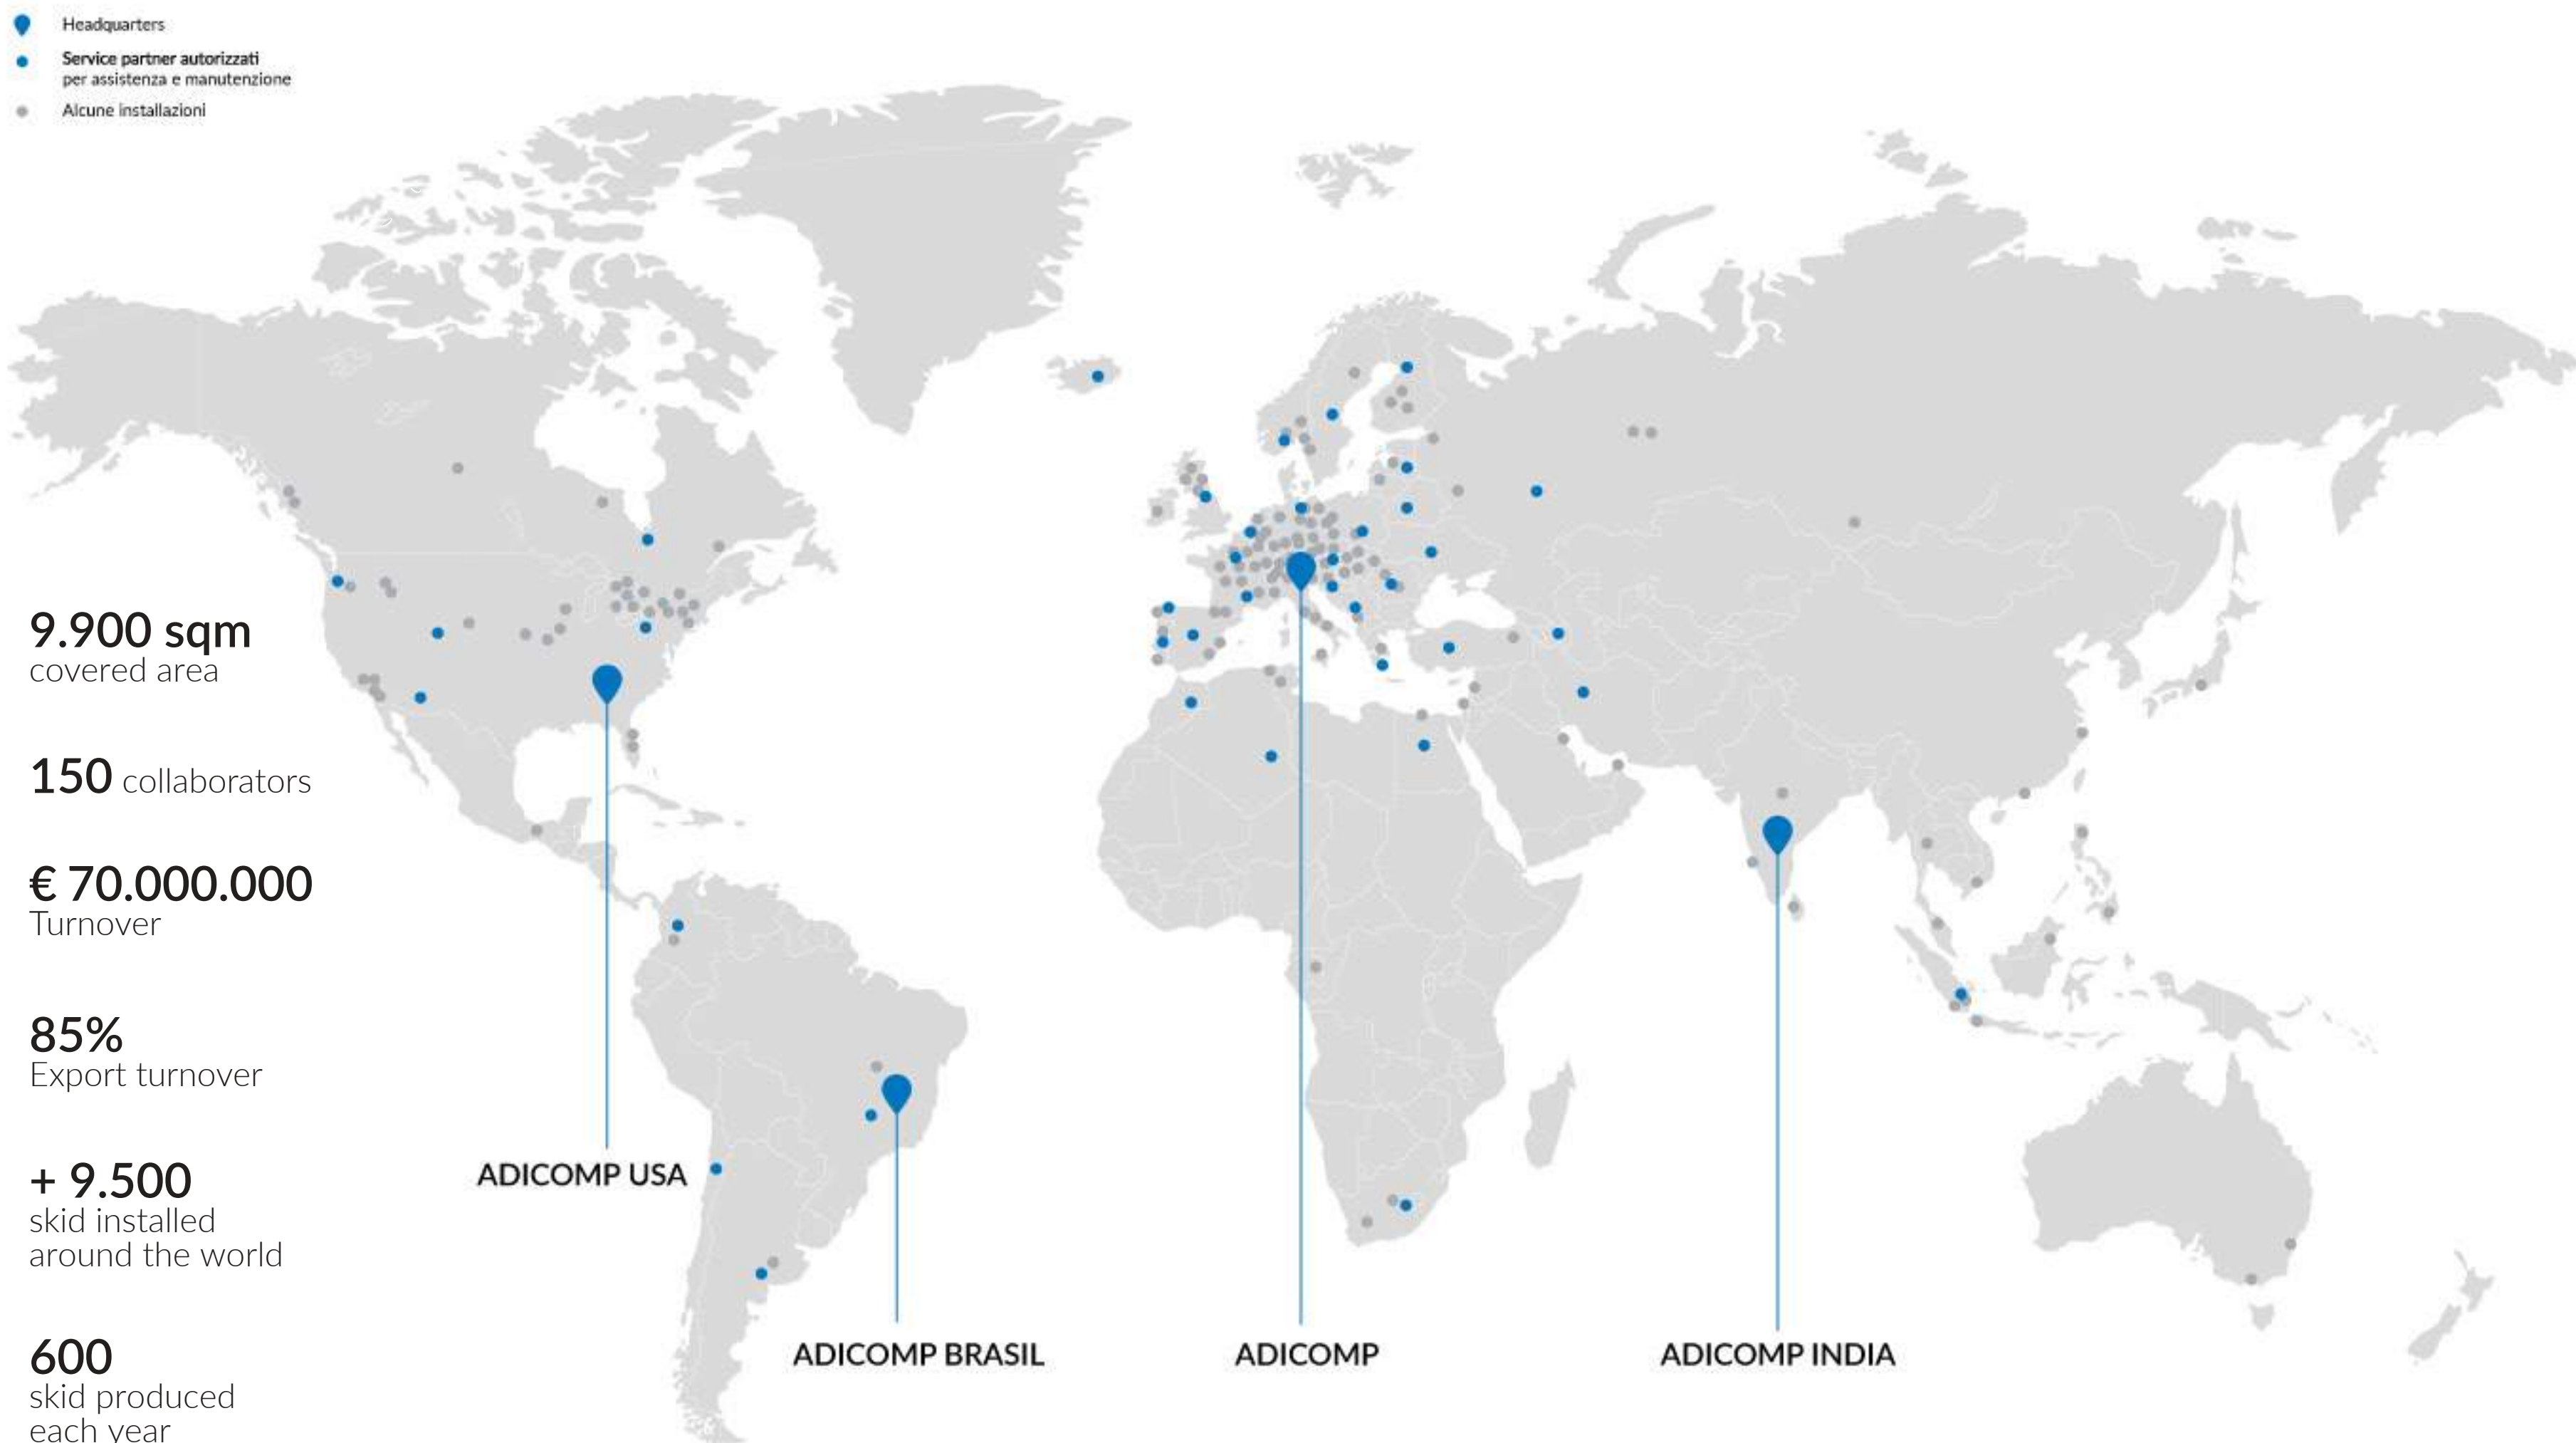 Headquarters
Service partner autorizzati
per assistenza e manutenzione
Alcune installazioni
9.900 sqm
covered area
150 collaborators
€ 70.000.000
Turnover
85%
Export turnover
+ 9.500
skid installed
around the world
600
skid produced
each year
ADICOMP USA
ADICOMP BRASIL
ADICOMP
ADICOMP INDIA